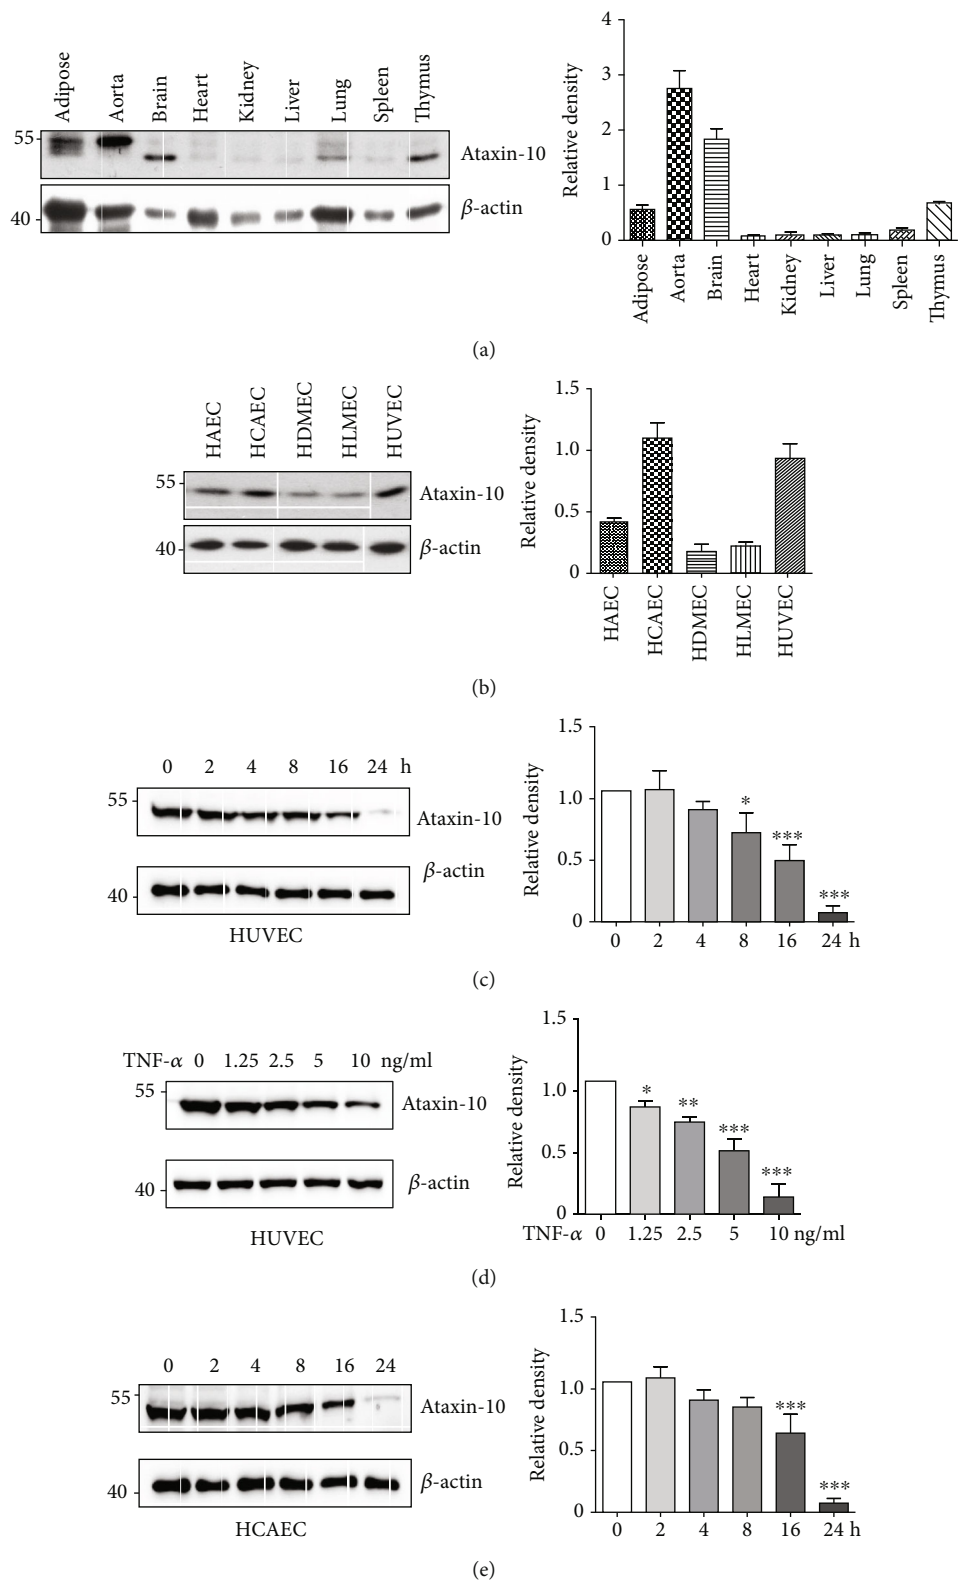 Adipose Aorta Brain Heart Kidney Liver Lung Spleen Thymus
55
Ataxin-10
40
β-actin
4
3
2
1
0
Relative density
Adipose Aorta Brain Heart Kidney Liver Lung Spleen Thymus
(a)
HAEC HCAEC HDMEC HLMEC HUVEC
55
Ataxin-10
40
β-actin
1.5
1.0
0.5
0
Relative density
HAEC HCAEC HDMEC HLMEC HUVEC
(b)
0 2 4 8 16 24 h
55
Ataxin-10
β-actin
40
HUVEC
1.5
1.0
0.5
0
Relative density
*
***
***
0 2 4 8 16 24 h
(c)
TNF-α 0 1.25 2.5 5 10 ng/ml
55
Ataxin-10
40
β-actin
HUVEC
1.5
1.0
0.5
0
Relative density
*
**
***
***
TNF-α 0 1.25 2.5 5 10 ng/ml
(d)
0 2 4 8 16 24
55
Ataxin-10
40
β-actin
HCAEC
1.5
1.0
0.5
0
Relative density
***
***
0 2 4 8 16 24 h
(e)